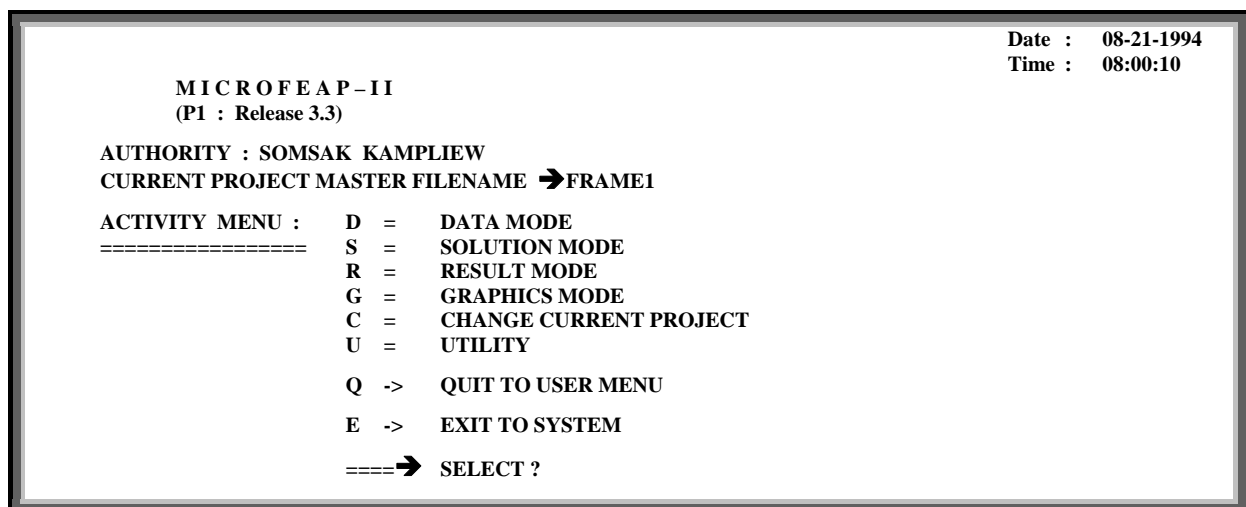 Date : 08-21-1994
Time : 08:00:10
M I C R O F E A P – I I
(P1 : Release 3.3)
AUTHORITY : SOMSAK KAMPLIEW
CURRENT PROJECT MASTER FILENAME ➔FRAME1
ACTIVITY MENU : D = DATA MODE
================= S = SOLUTION MODE
R = RESULT MODE
G = GRAPHICS MODE
C = CHANGE CURRENT PROJECT
U = UTILITY
Q -> QUIT TO USER MENU
E -> EXIT TO SYSTEM
====➔ SELECT ?